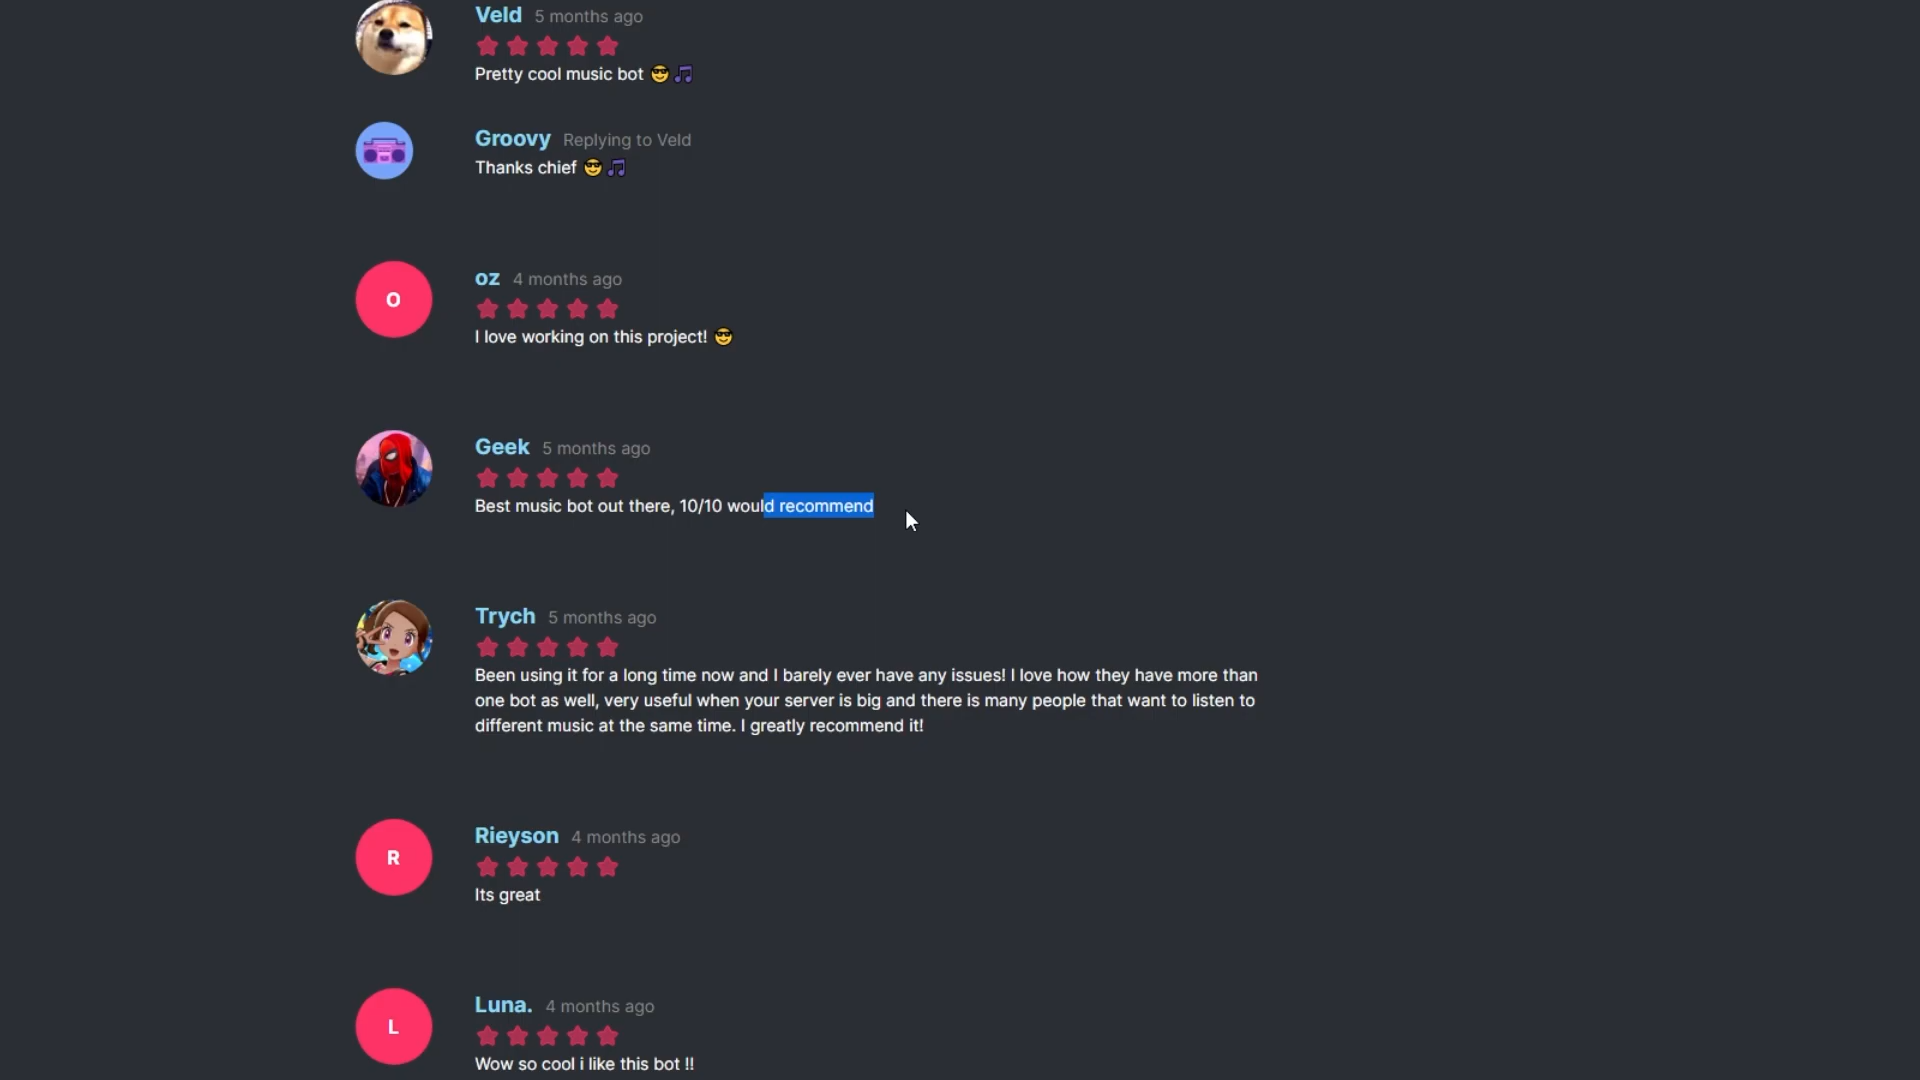 Veld 5 months ago
Pretty cool music bot 😎🎵
Groovy Replying to Veld
Thanks chief 😎🎵
O
oz 4 months ago
I love working on this project! 😎
Geek 5 months ago
Best music bot out there, 10/10 would recommend
Trych 5 months ago
Been using it for a long time now and I barely ever have any issues! I love how they have more than
one bot as well, very useful when your server is big and there is many people that want to listen to
different music at the same time. I greatly recommend it!
R
Rieyson 4 months ago
Its great
L
Luna. 4 months ago
Wow so cool i like this bot !!